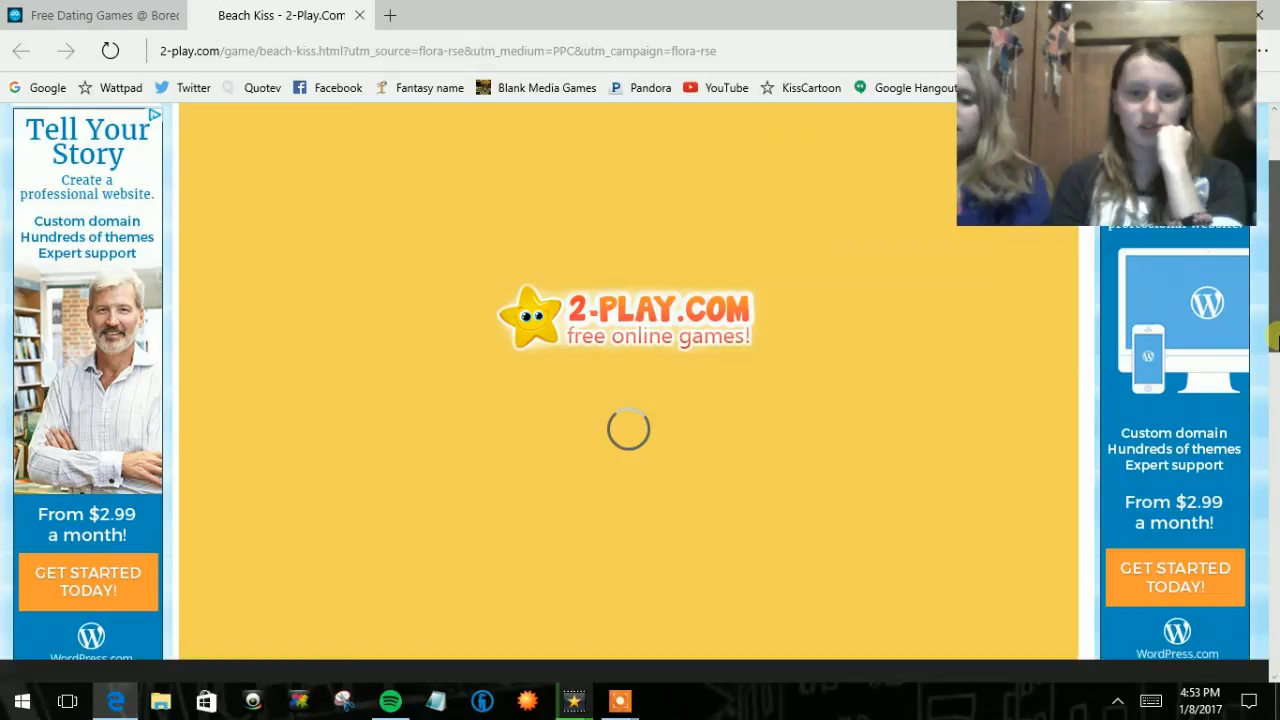 Free Dating Games @ Bored
Beach Kiss - 2-Play.Com
2-play.com/game/beach-kiss.html?utm_source=flora-rse&utm_medium=PPC&utm_campaign=flora-rse
Google
Wattpad
Twitter
Quotev
Facebook
Fantasy name
Blank Media Games
Pandora
YouTube
KissCartoon
Google Hangout
Tell Your
Story
Create a
professional website.
Custom domain
Hundreds of themes
Expert support
From $2.99
a month!
GET STARTED
TODAY!
WordPress.com
2-PLAY.COM
free online games!
professional website.
Custom domain
Hundreds of themes
Expert support
From $2.99
a month!
GET STARTED
TODAY!
WordPress.com
4:53 PM
1/8/2017